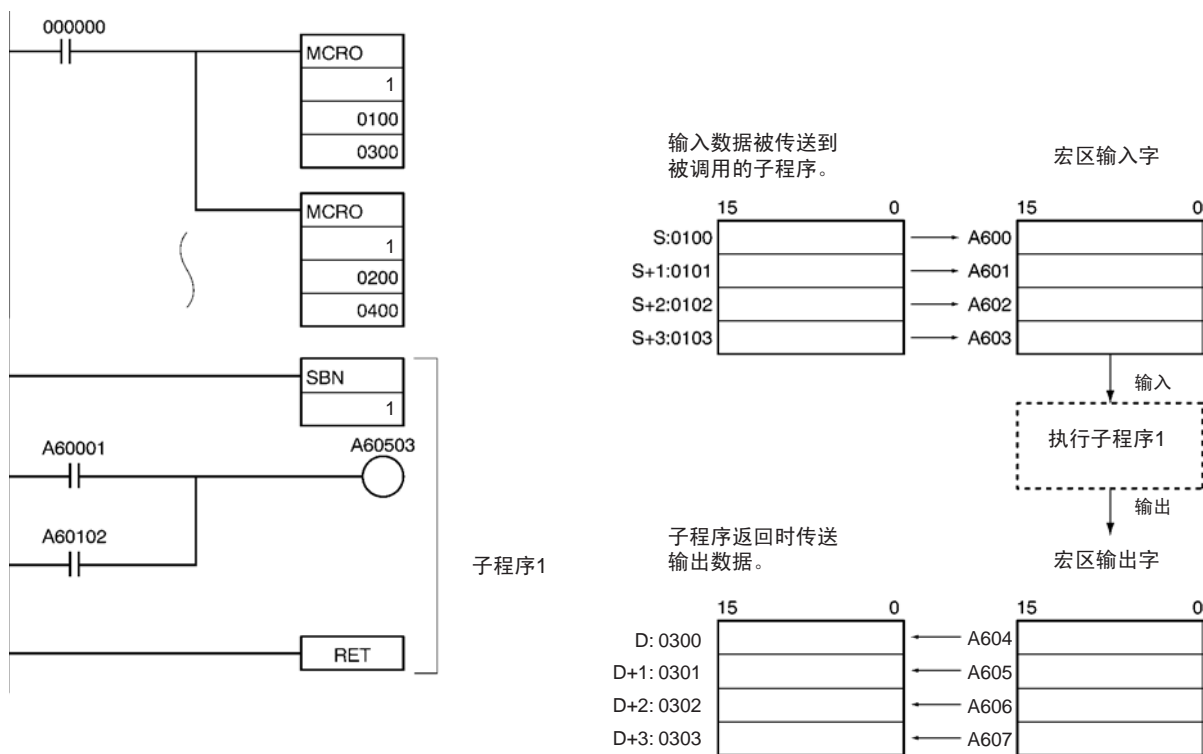 000000
MCRO
1
0100
0300
MCRO
1
0200
0400
SBN
1
A60001
A60503
A60102
子程序1
RET
输入数据被传送到
被调用的子程序。
宏区输入字
15 0 15 0
S:0100 A600
S+1:0101 A601
S+2:0102 A602
S+3:0103 A603
输入
执行子程序1
输出
子程序返回时传送
输出数据。
宏区输出字
15 0 15 0
D: 0300 A604
D+1: 0301 A605
D+2: 0302 A606
D+3: 0303 A607